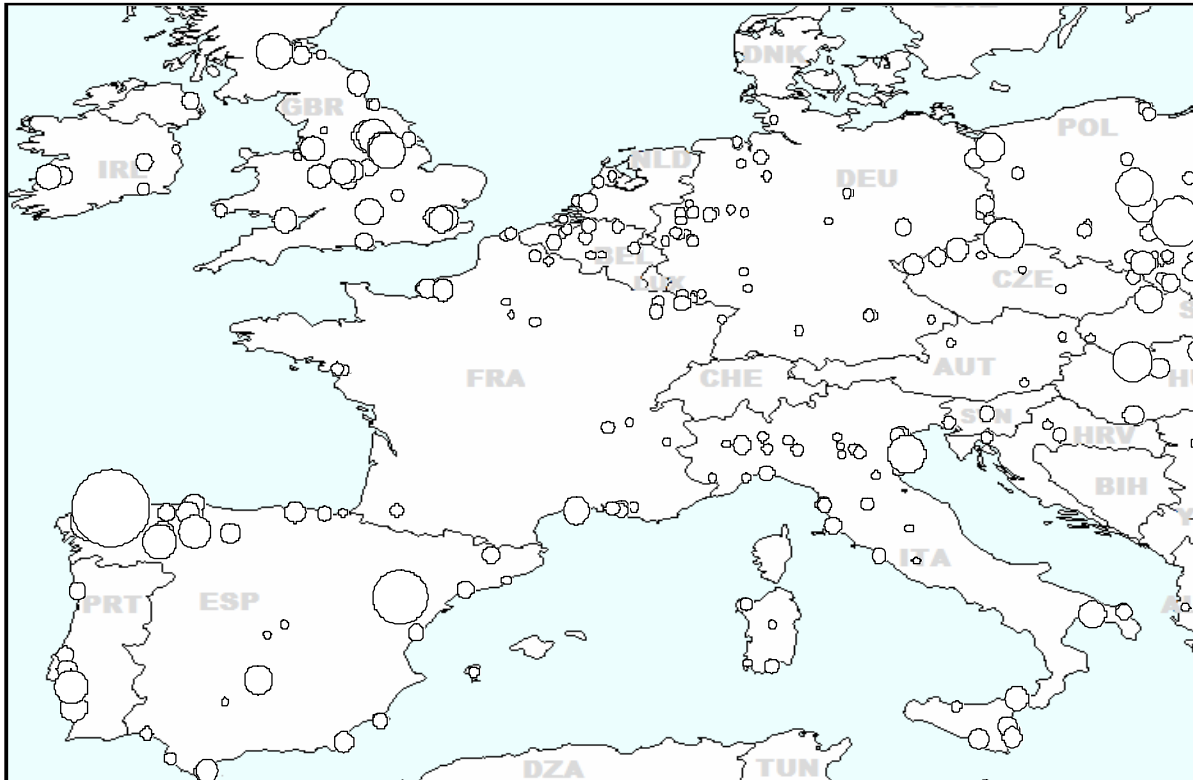 DNK
GBR
POL
IRL
NLD
DEU
BEL
LUX
CZE
FRA
CHE
AUT
SVN
HRV
BIH
ITA
PRT
ESP
DZA
TUN